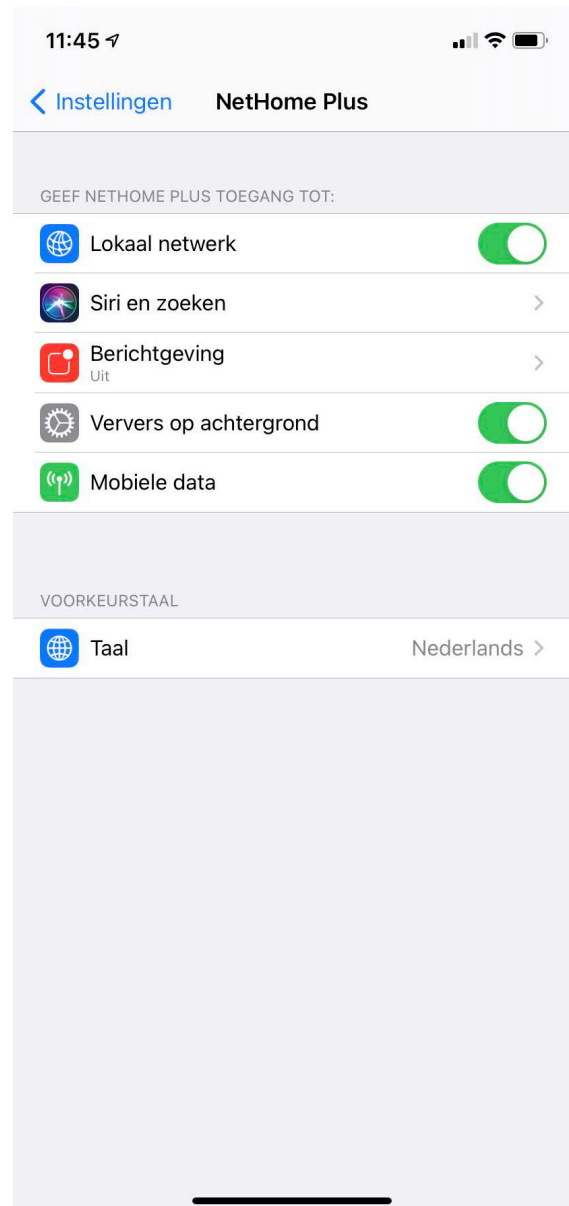 11:45
Instellingen NetHome Plus
GEEF NETHOME PLUS TOEGANG TOT:
Lokaal netwerk
Siri en zoeken
Berichtgeving
Uit
Ververs op achtergrond
Mobiele data
VOORKEURSTAAL
Taal Nederlands